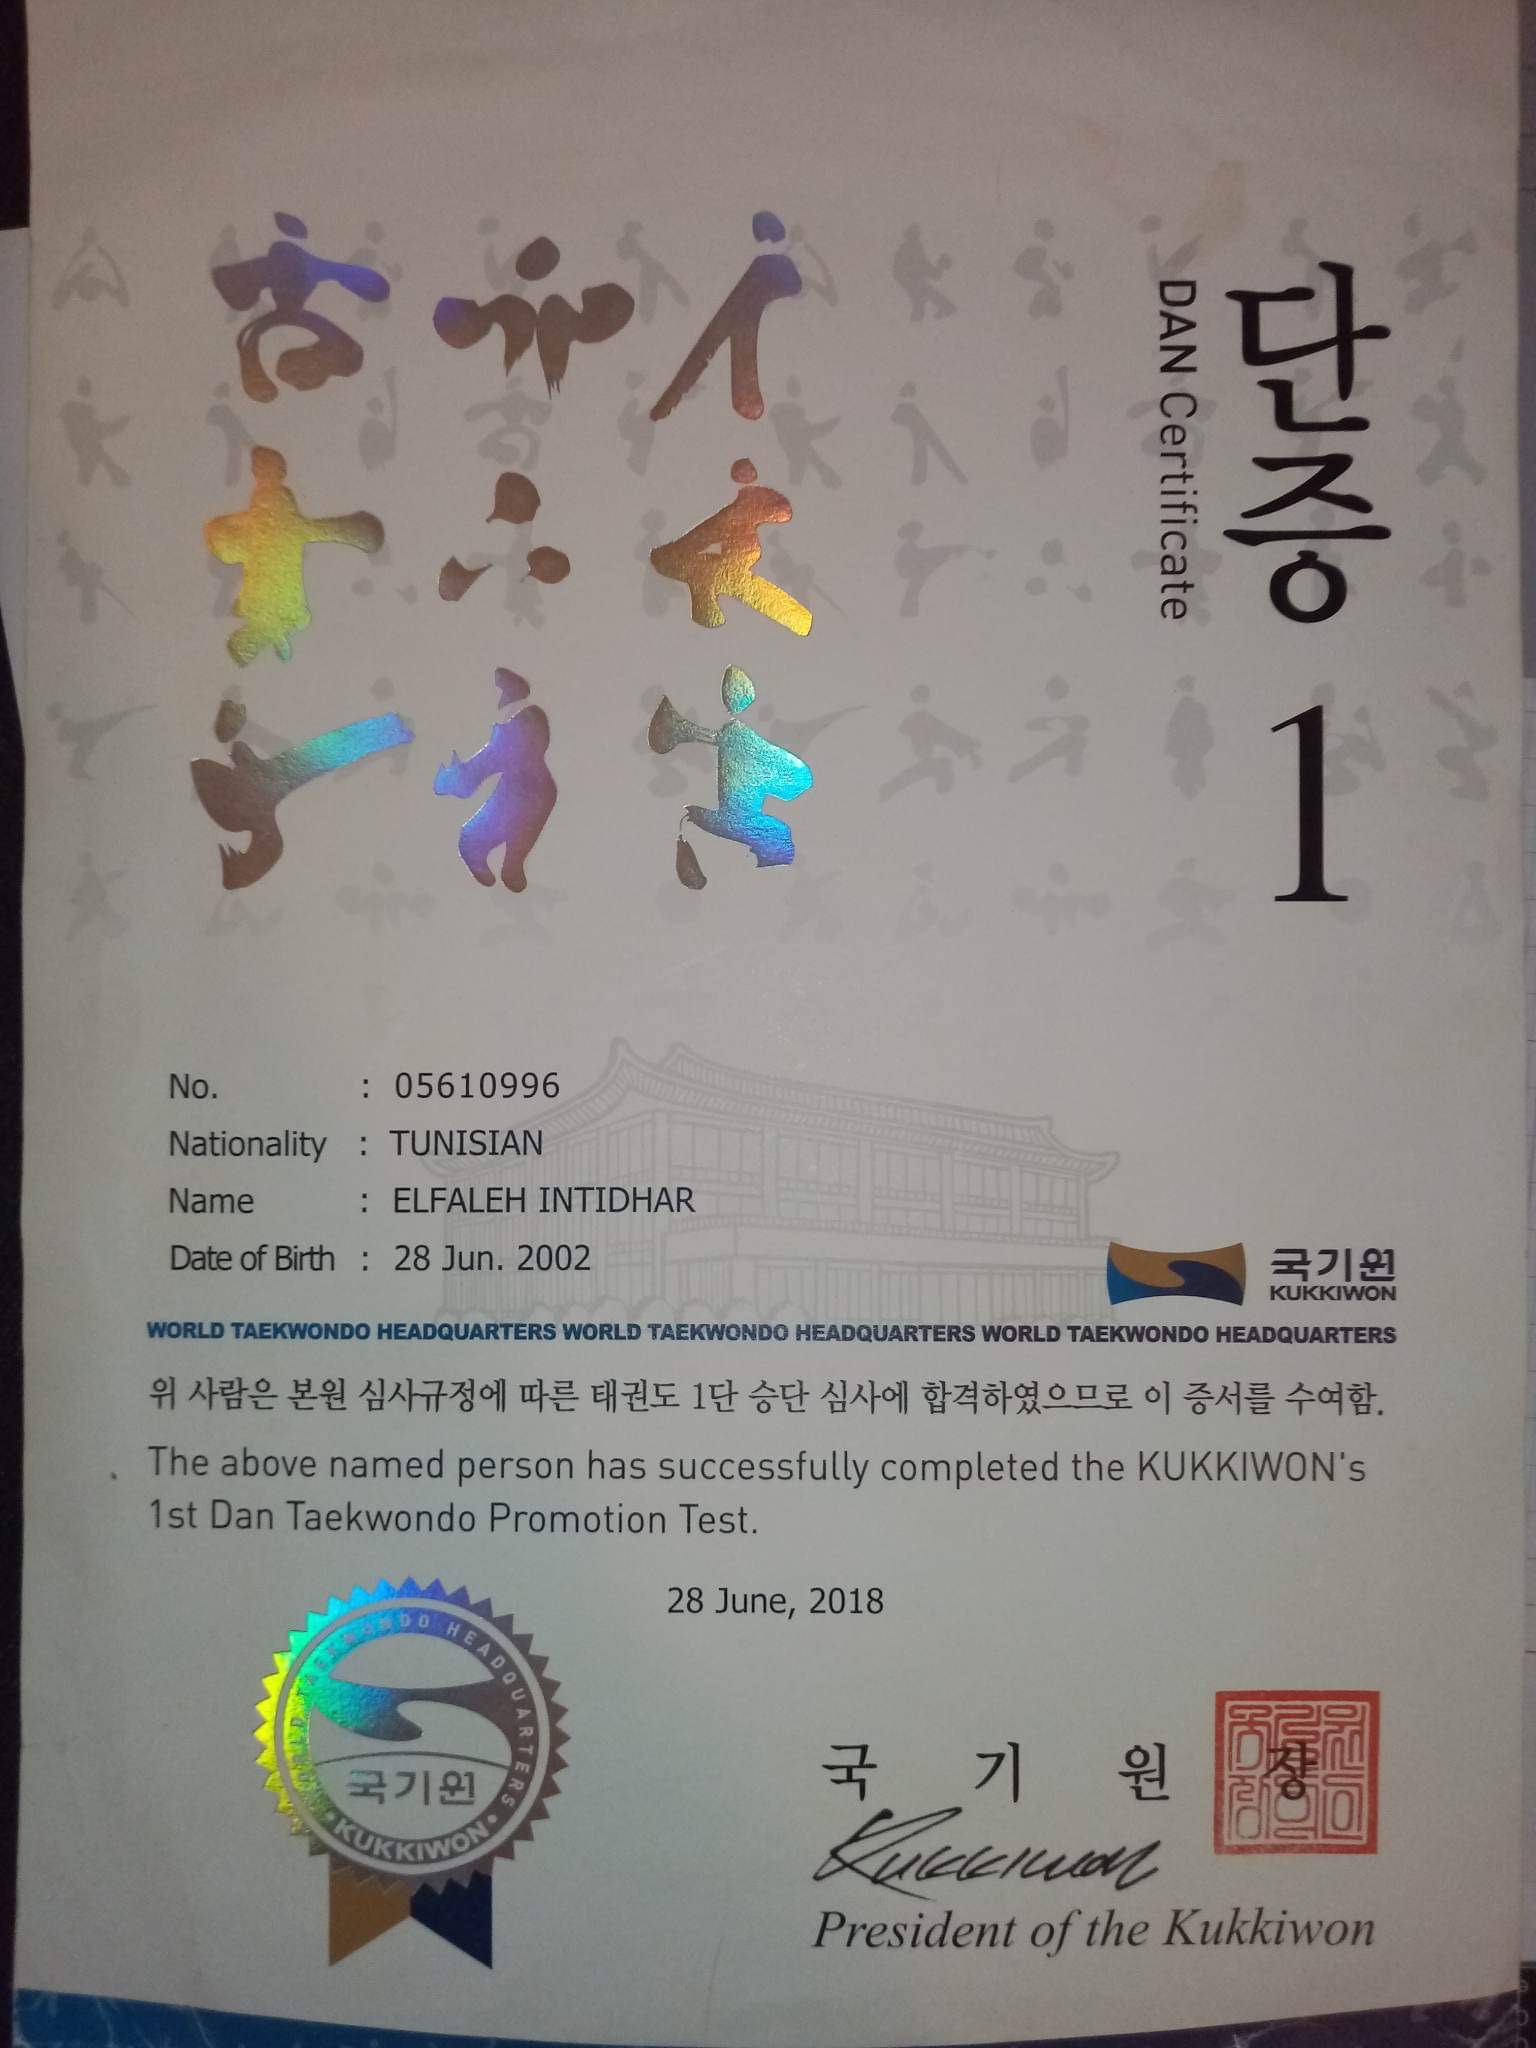 단증 1
DAN Certificate
No. : 05610996
Nationality : TUNISIAN
Name : ELFALEH INTIDHAR
Date of Birth : 28 Jun. 2002
국기원
KUKKIWON
WORLD TAEKWONDO HEADQUARTERS WORLD TAEKWONDO HEADQUARTERS WORLD TAEKWONDO HEADQUARTERS
위 사람은 본원 심사규정에 따른 태권도 1단 승단 심사에 합격하였으므로 이 증서를 수여함.
The above named person has successfully completed the KUKKIWON's
1st Dan Taekwondo Promotion Test.
28 June, 2018
WORLD TAEKWONDO HEADQUARTERS
국기원
KUKKIWON
국 기 원 장
Kukkiwon
President of the Kukkiwon